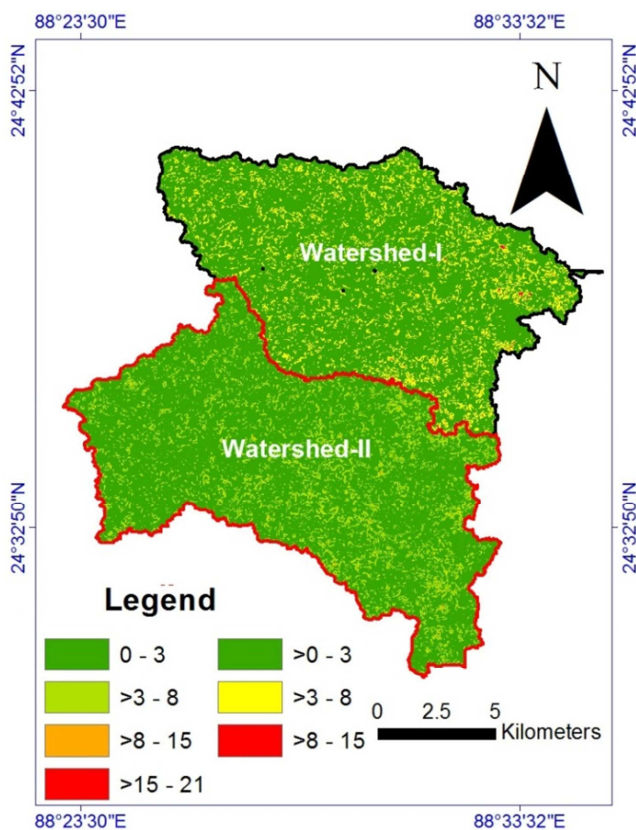 88°23'30"E 88°33'32"E
24°42'52"N
24°42'52"N
N
Watershed-I
Watershed-II
24°32'50"N
24°32'50"N
Legend
0 - 3 >0 - 3
>3 - 8 >3 - 8
>8 - 15 >8 - 15
>15 - 21
0 2.5 5
Kilometers
88°23'30"E 88°33'32"E